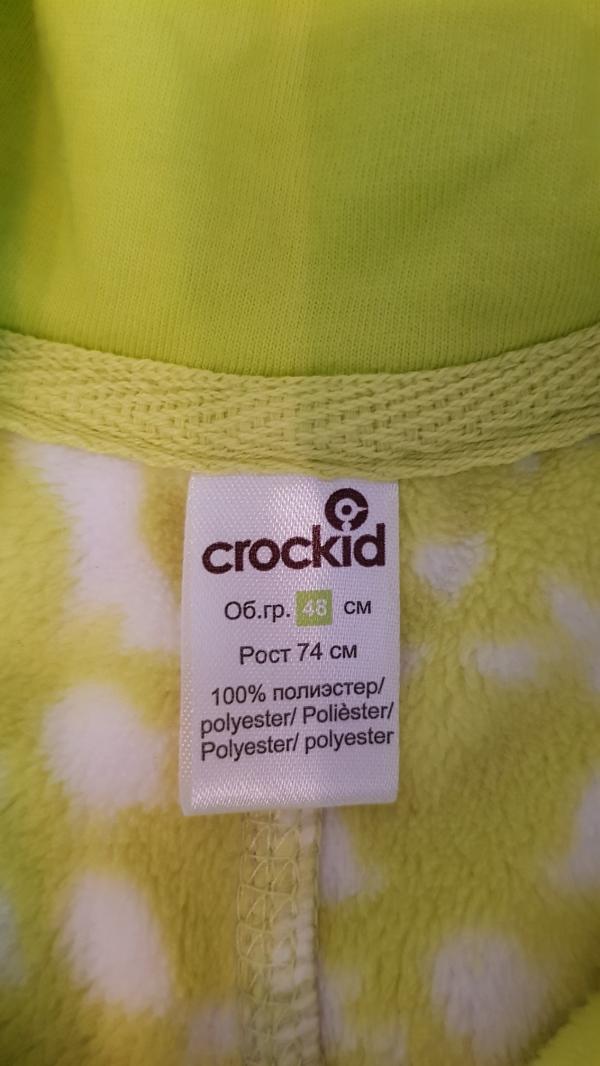 crockid
Об.гр. 48 см
Рост 74 см
100% полиэстер/
polyester/ Polièster/
Polyester/ polyester